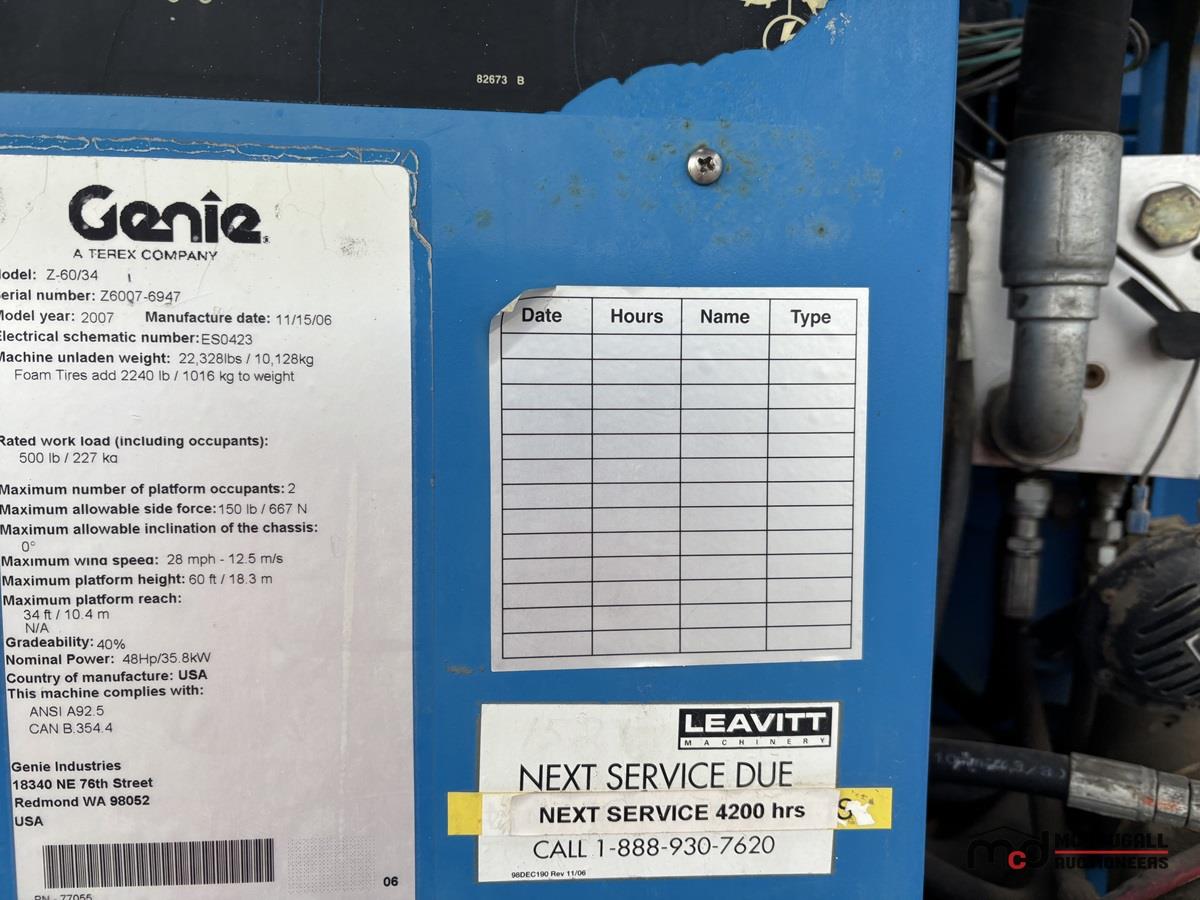 82673 B
Genie
A TEREX COMPANY
odel: Z-60/34
erial number: Z6007-6947
Model year: 2007 Manufacture date: 11/15/06
Electrical schematic number: ES0423
Machine unladen weight: 22,328lbs / 10,128kg
Foam Tires add 2240 lb / 1016 kg to weight
Rated work load (including occupants):
500 lb / 227 kg
Maximum number of platform occupants: 2
Maximum allowable side force: 150 lb / 667 N
Maximum allowable inclination of the chassis:
0°
Maximum wind speed: 28 mph - 12.5 m/s
Maximum platform height: 60 ft / 18.3 m
Maximum platform reach:
34 ft / 10.4 m
N/A
Gradeability: 40%
Nominal Power: 48Hp/35.8kW
Country of manufacture: USA
This machine complies with:
ANSI A92.5
CAN B.354.4
Genie Industries
18340 NE 76th Street
Redmond WA 98052
USA
06
PN - 77055
Date Hours Name Type
LEAVITT
MACHINERY
NEXT SERVICE DUE
NEXT SERVICE 4200 hrs
CALL 1-888-930-7620
98DEC190 Rev 11/06
mcd McDOUGALL
AUCTIONEERS